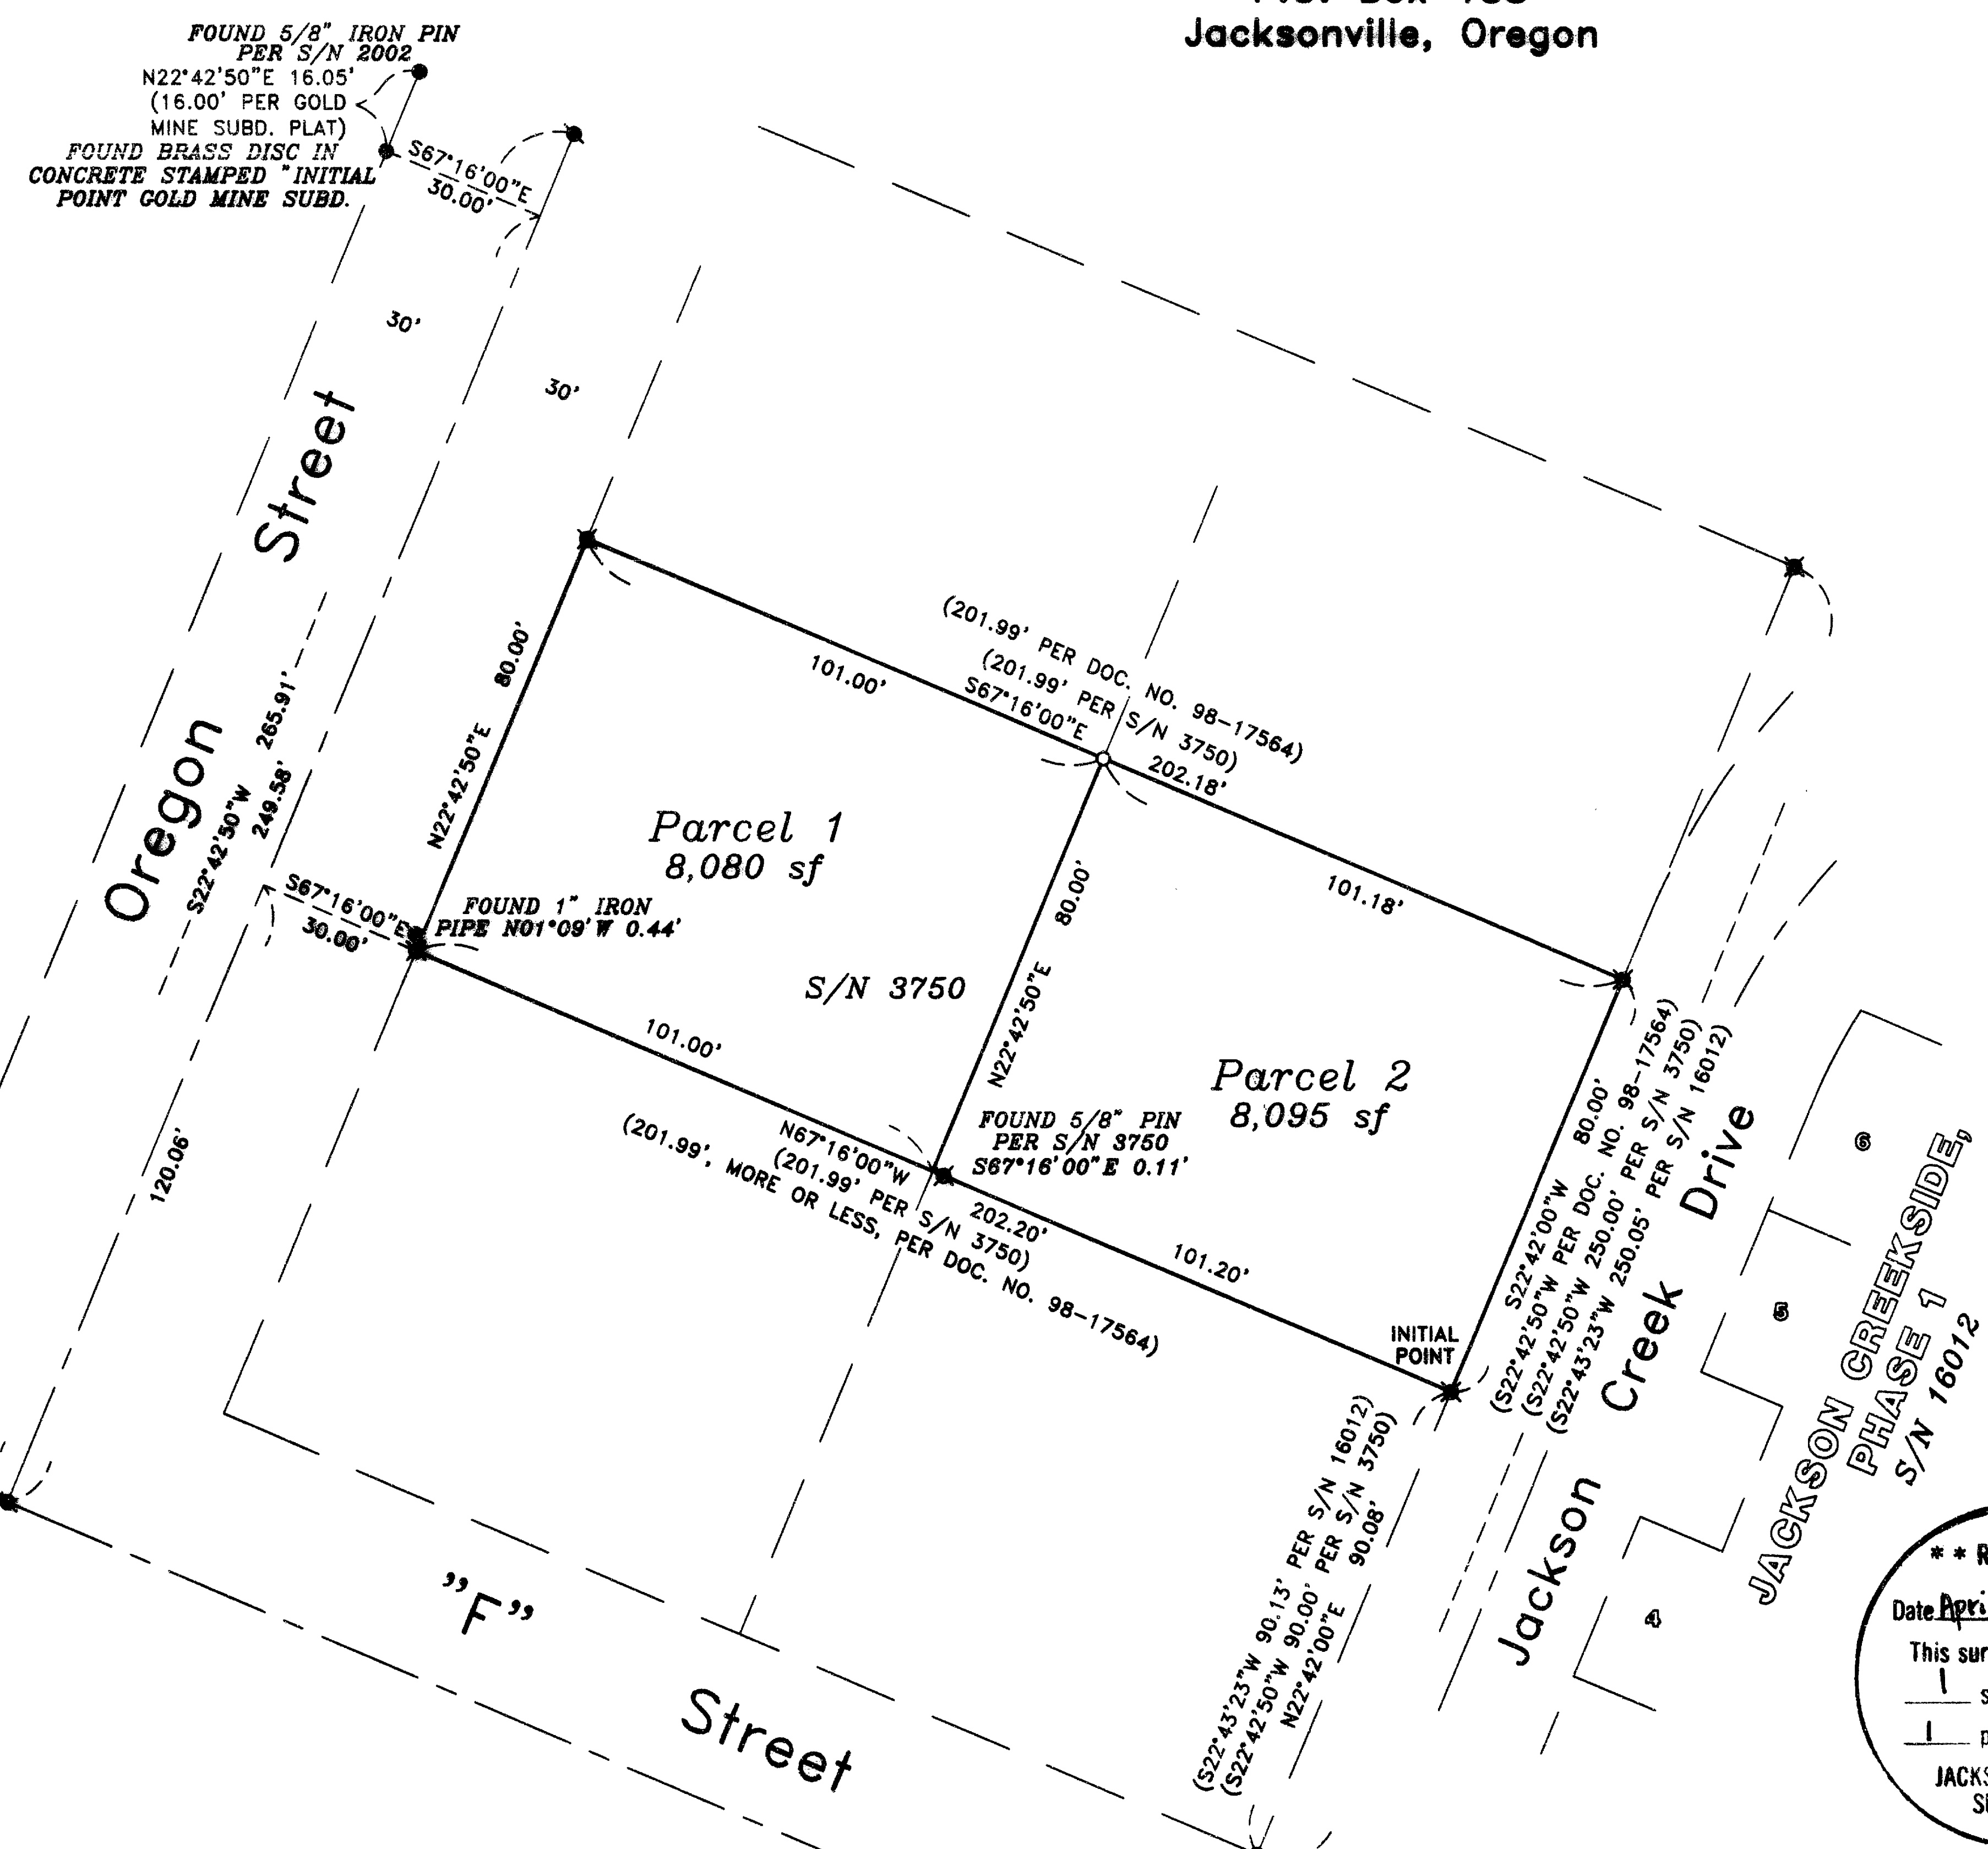 Jacksonville, Oregon
FOUND 5/8" IRON PIN
PER S/N 2002
N22°42'50"E 16.05'
(16.00' PER GOLD
MINE SUBD. PLAT)
FOUND BRASS DISC IN
CONCRETE STAMPED "INITIAL
POINT GOLD MINE SUBD.
S67°16'00"E
30.00'
30'
30'
Oregon Street
S22°42'50"W 265.91'
249.58'
120.06'
S67°16'00"E
30.00'
N22°42'50"E 80.00'
101.00'
(201.99' PER DOC. NO. 98-17564)
(201.99' PER S/N 3750)
S67°16'00"E 202.18'
101.18'
Parcel 1
8,080 sf
FOUND 1" IRON
PIPE N01°09'W 0.44'
S/N 3750
N22°42'50"E 80.00'
Parcel 2
8,095 sf
FOUND 5/8" PIN
PER S/N 3750
S67°16'00"E 0.11'
101.00'
N67°16'00"W 202.20'
(201.99' PER S/N 3750)
(201.99', MORE OR LESS, PER DOC. NO. 98-17564)
101.20'
INITIAL
POINT
S22°42'00"W 80.00'
(S22°42'50"W PER DOC. NO. 98-17564)
(S22°42'50"W 250.00' PER S/N 3750)
(S22°43'23"W 250.05' PER S/N 16012)
Jackson Creek Drive
(S22°43'23"W 90.13' PER S/N 16012)
(S22°42'50"W 90.00' PER S/N 3750)
N22°42'00"E 90.08'
6
5
4
JACKSON CREEKSIDE,
PHASE 1
S/N 16012
"F" Street
* * R
Date Apri
This sur
1 s
1 p
JACKS
S